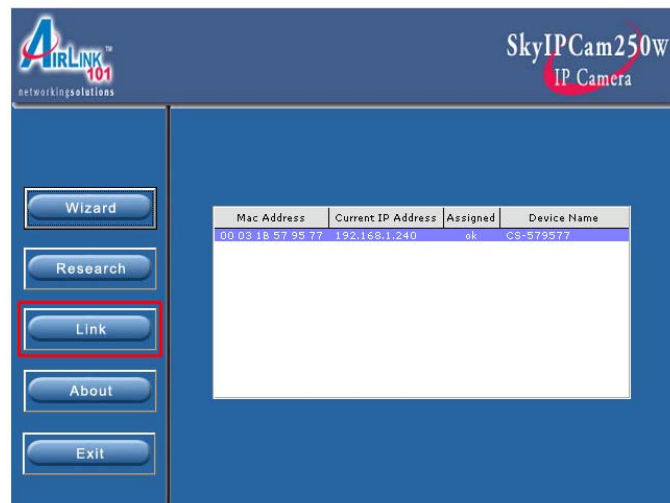 AIRLINK™
101
networkingsolutions
SkyIPCam250W
IP Camera
Wizard
Research
Link
About
Exit
Mac Address Current IP Address Assigned Device Name
00 03 1B 57 95 77 192.168.1.240 ok CS-579577